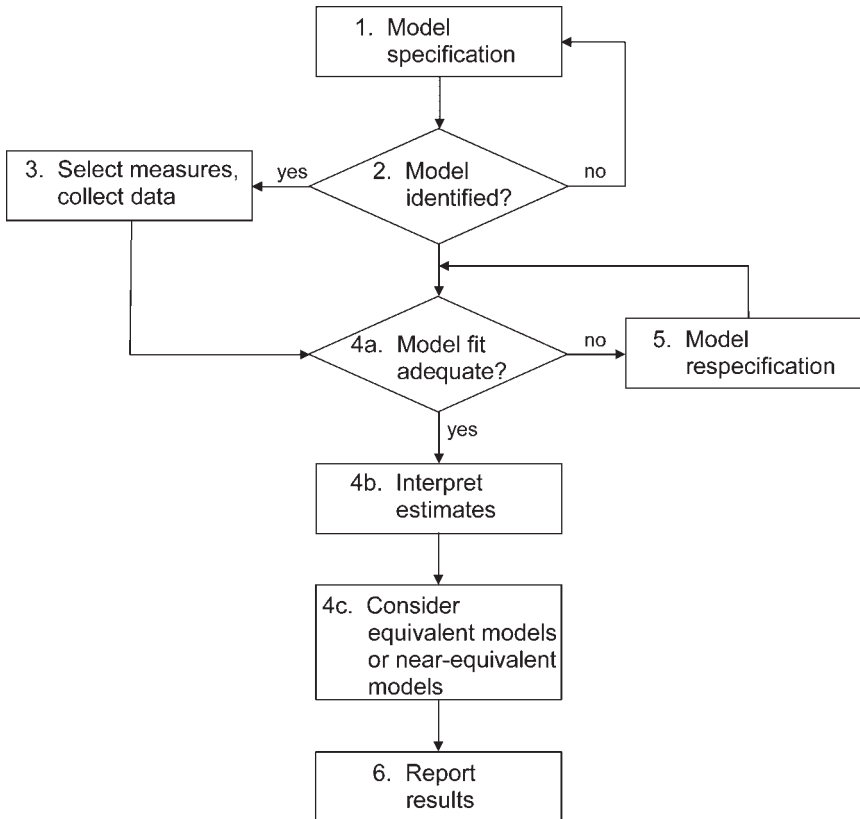 1. Model
specification
2. Model
identified?
yes
no
3. Select measures,
collect data
4a. Model fit
adequate?
no
yes
5. Model
respecification
4b. Interpret
estimates
4c. Consider
equivalent models
or near-equivalent
models
6. Report
results